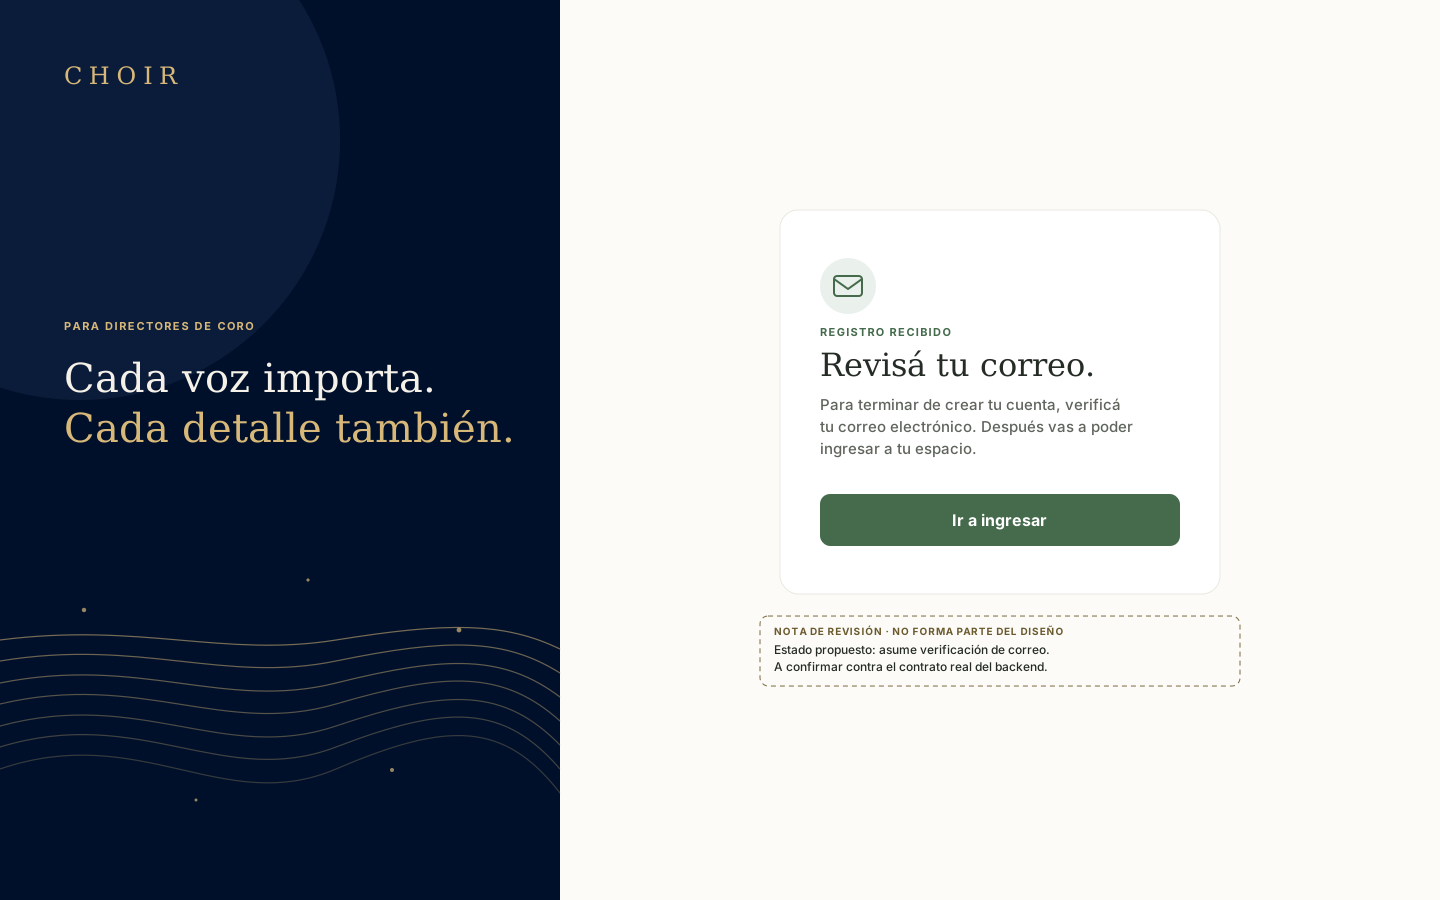 CHOIR
PARA DIRECTORES DE CORO
Cada voz importa.
Cada detalle también.
REGISTRO RECIBIDO
Revisá tu correo.
Para terminar de crear tu cuenta, verificá
tu correo electrónico. Después vas a poder
ingresar a tu espacio.
Ir a ingresar
NOTA DE REVISIÓN · NO FORMA PARTE DEL DISEÑO
Estado propuesto: asume verificación de correo.
A confirmar contra el contrato real del backend.